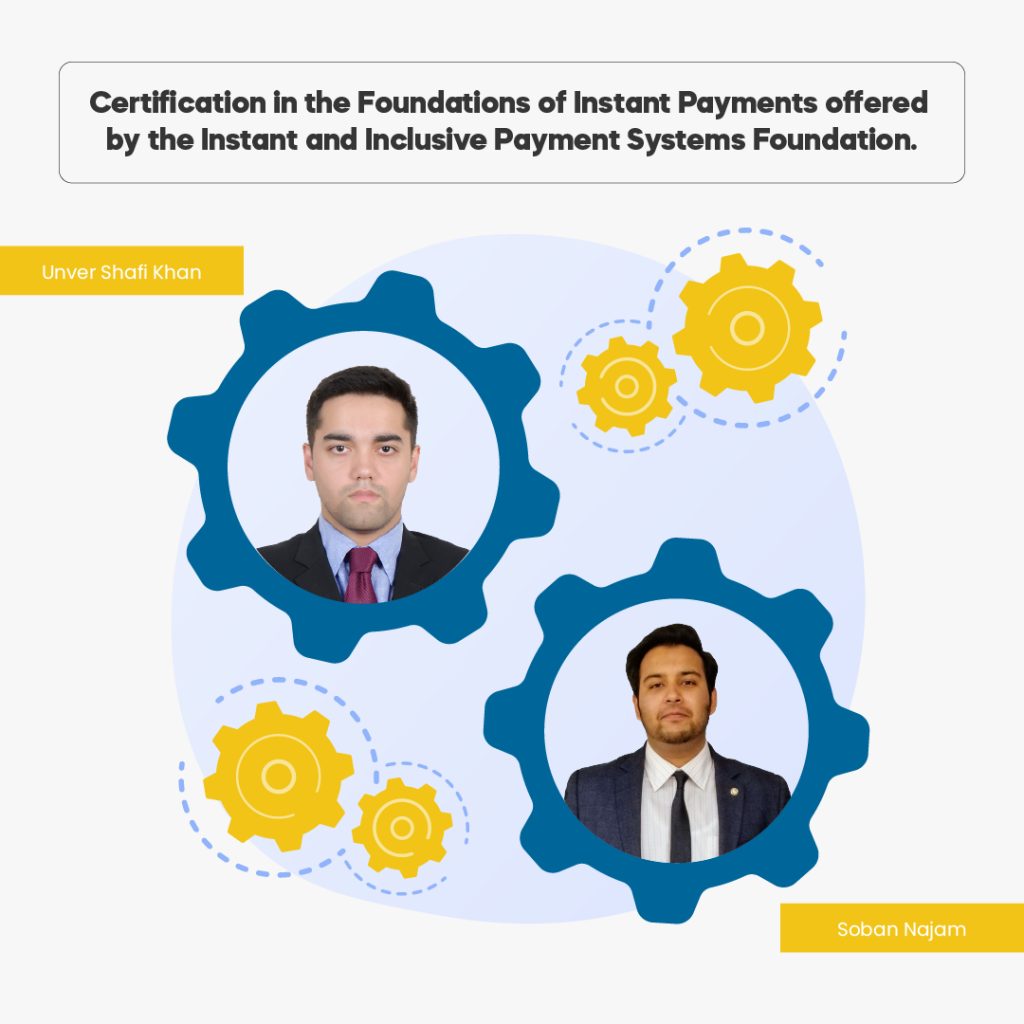 Certification in the Foundations of Instant Payments offered
by the Instant and Inclusive Payment Systems Foundation.
Unver Shafi Khan
Soban Najam